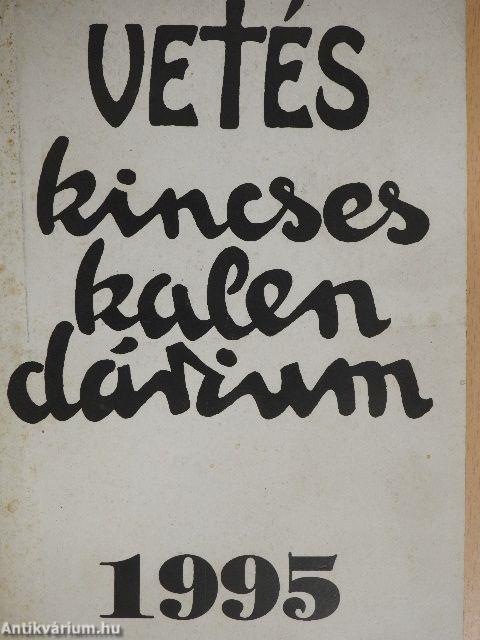 VETÉS
kincses
kalen
dárium
1995
Antikvárium.hu